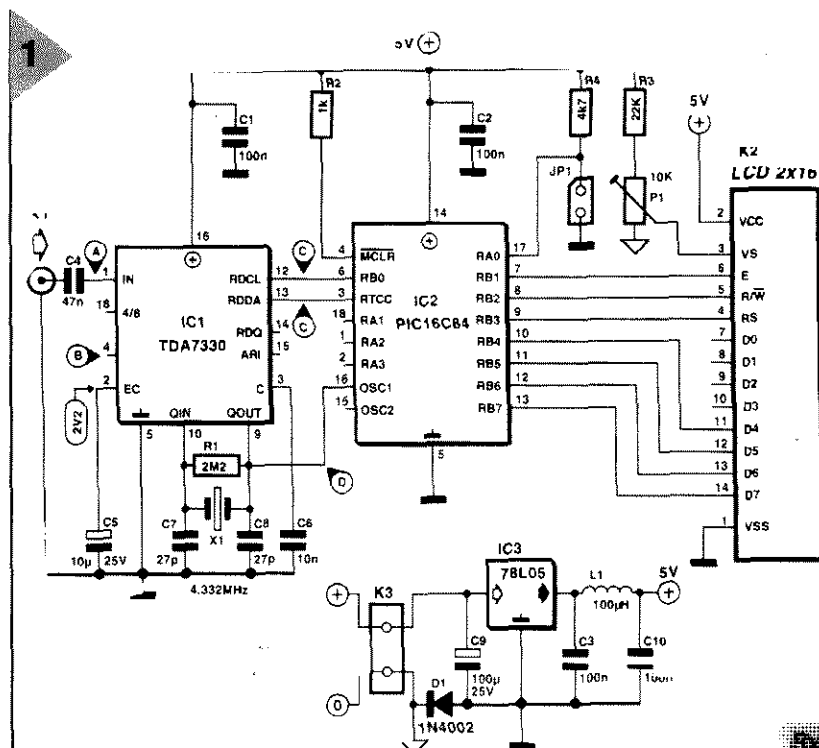 1
5V
R2
1k
C1
100n
C2
100n
R4
4k7
R3
22K
5V
K2
LCD 2x16
JP1
10K
P1
16
14
C4
47n
A
1
IN
18
4/8
B
4
2
EC
2V2
IC1
TDA7330
RDCL
12
C
RDDA
13
C
RDQ
14
ARI
15
C
3
QIN
QOUT
5
10
9
R1
2M2
X1
D
4
MCLR
6
RB0
3
RTCC
18
RA1
1
RA2
2
RA3
16
OSC1
15
OSC2
IC2
PIC16C84
RA0
17
RB1
7
RB2
8
RB3
9
RB4
10
RB5
11
RB6
12
RB7
13
5
2
VCC
3
VS
6
E
5
R/W
4
RS
7
D0
8
D1
9
D2
10
D3
11
D4
12
D5
13
D6
14
D7
1
VSS
C5
10µ
25V
C7
27p
C8
27p
C6
10n
4.332MHz
K3
0
IC3
78L05
L1
100µH
5V
C9
100µ
25V
D1
1N4002
C3
100n
C10
100n